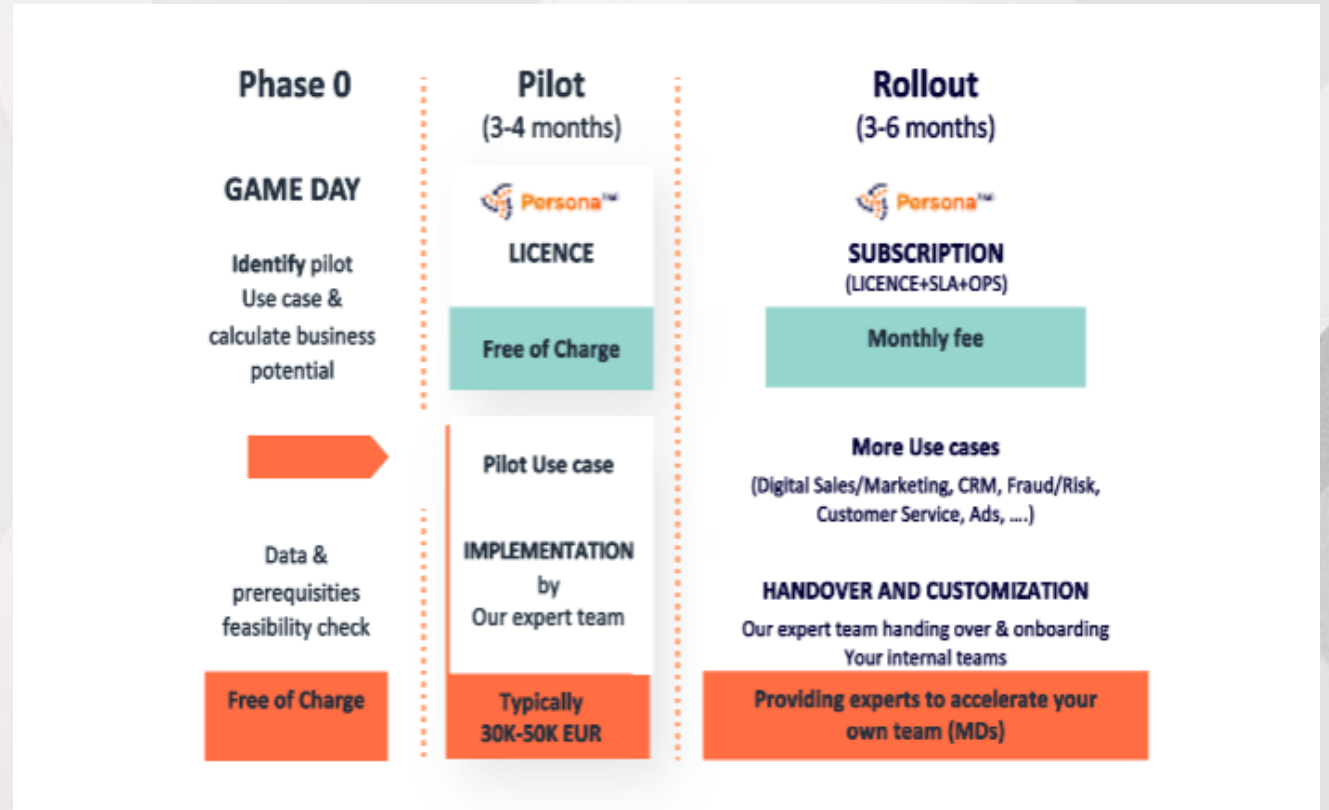 Phase 0
GAME DAY
Identify pilot
Use case &
calculate business
potential
Data &
prerequisities
feasibility check
Free of Charge
Pilot
(3-4 months)
Persona™
LICENCE
Free of Charge
Pilot Use case
IMPLEMENTATION
by
Our expert team
Typically
30K-50K EUR
Rollout
(3-6 months)
Persona™
SUBSCRIPTION
(LICENCE+SLA+OPS)
Monthly fee
More Use cases
(Digital Sales/Marketing, CRM, Fraud/Risk,
Customer Service, Ads, ....)
HANDOVER AND CUSTOMIZATION
Our expert team handing over & onboarding
Your internal teams
Providing experts to accelerate your
own team (MDs)